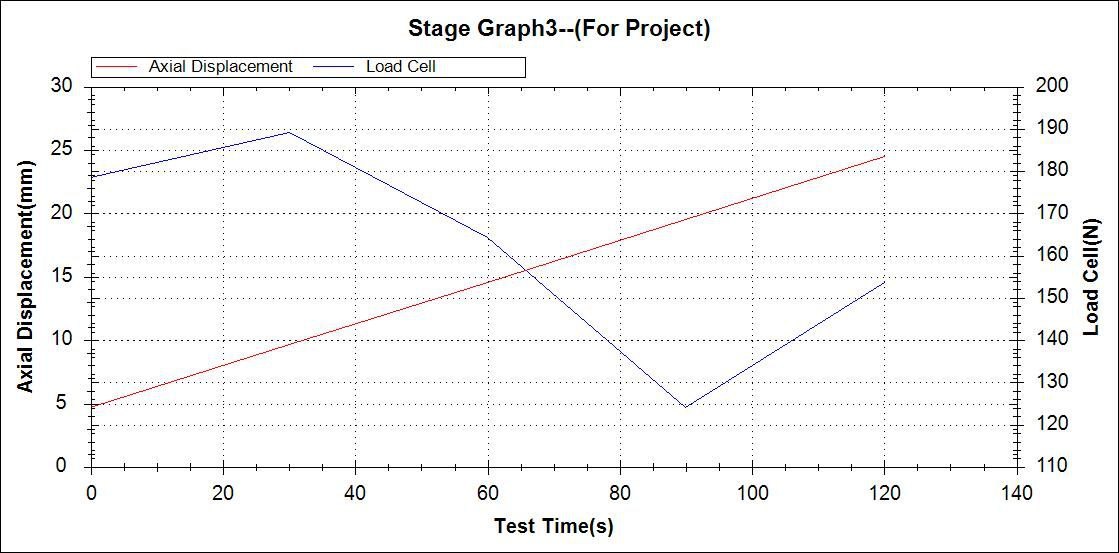 Stage Graph3--(For Project)
Axial Displacement Load Cell
30 200
190
25
180
20 170
160
15
150
10 140
130
5
120
0 110
0 20 40 60 80 100 120 140
Axial Displacement(mm)
Load Cell(N)
Test Time(s)